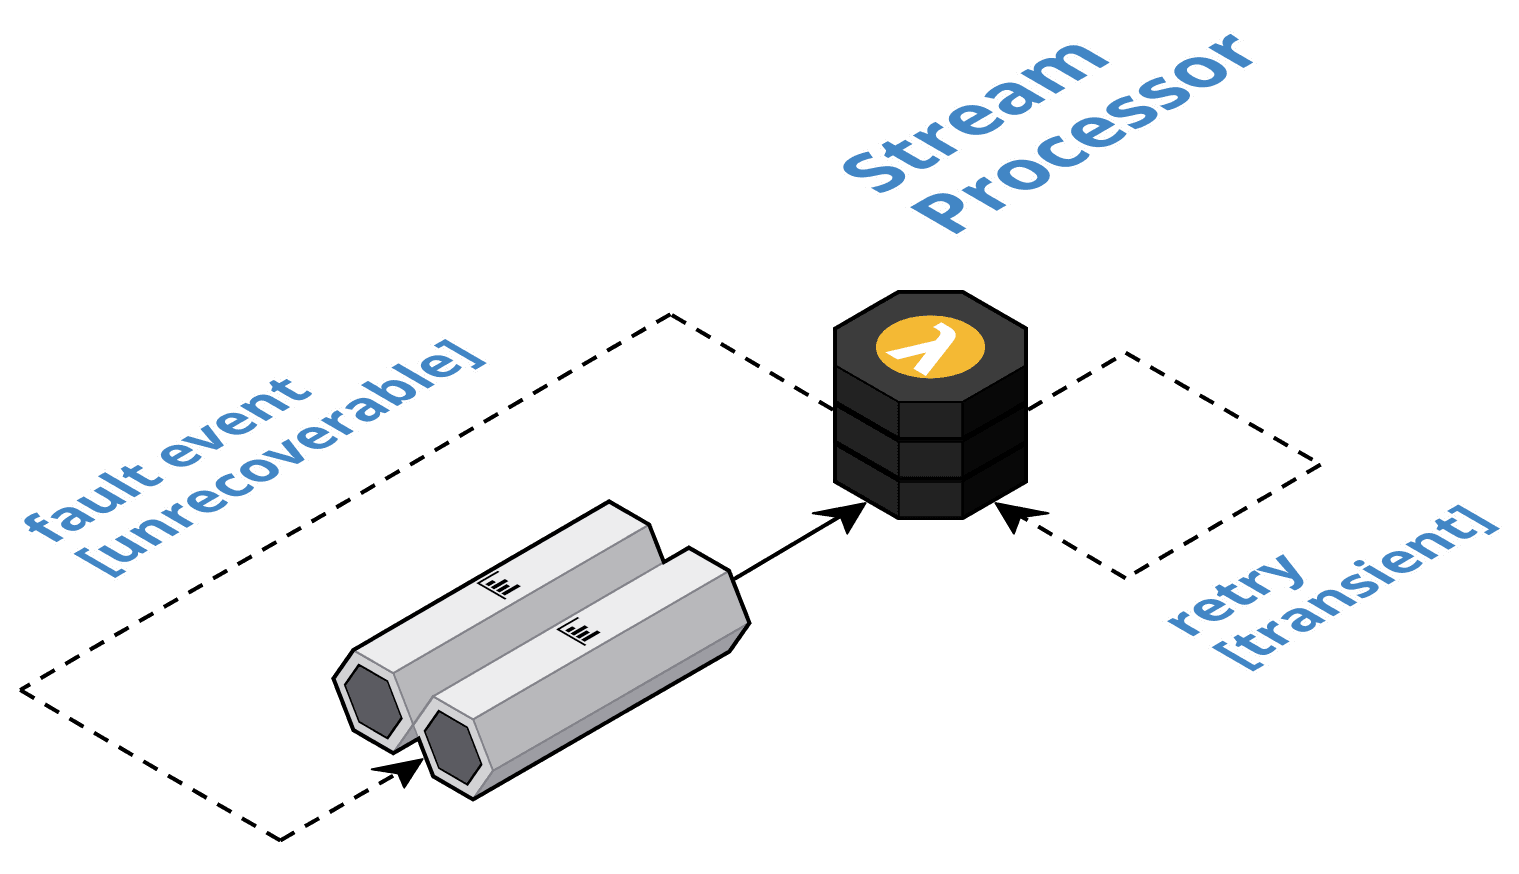 Stream
Processor
fault event
[unrecoverable]
λ
retry
[transient]